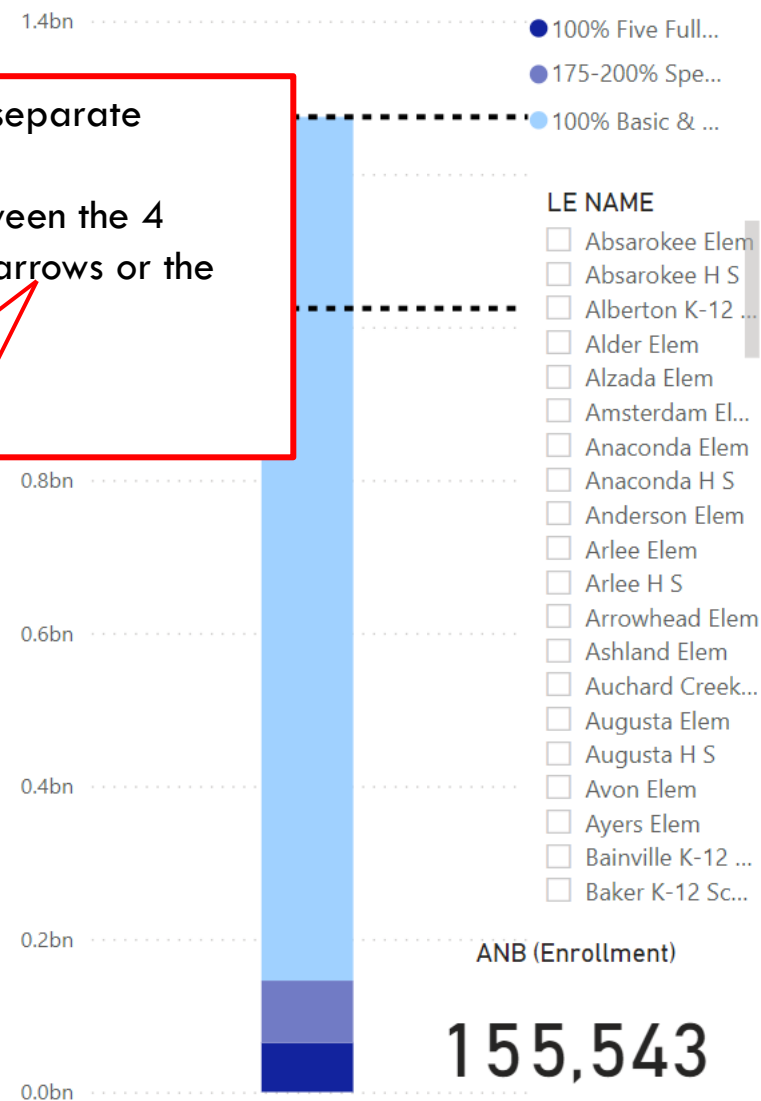 1.4bn
100% Five Full...
175-200% Spe...
100% Basic & ...
separate
een the 4
arrows or the
0.8bn
0.6bn
0.4bn
0.2bn
0.0bn
LE NAME
Absarokee Elem
Absarokee H S
Alberton K-12 ...
Alder Elem
Alzada Elem
Amsterdam El...
Anaconda Elem
Anaconda H S
Anderson Elem
Arlee Elem
Arlee H S
Arrowhead Elem
Ashland Elem
Auchard Creek...
Augusta Elem
Augusta H S
Avon Elem
Ayers Elem
Bainville K-12 ...
Baker K-12 Sc...
ANB (Enrollment)
155,543